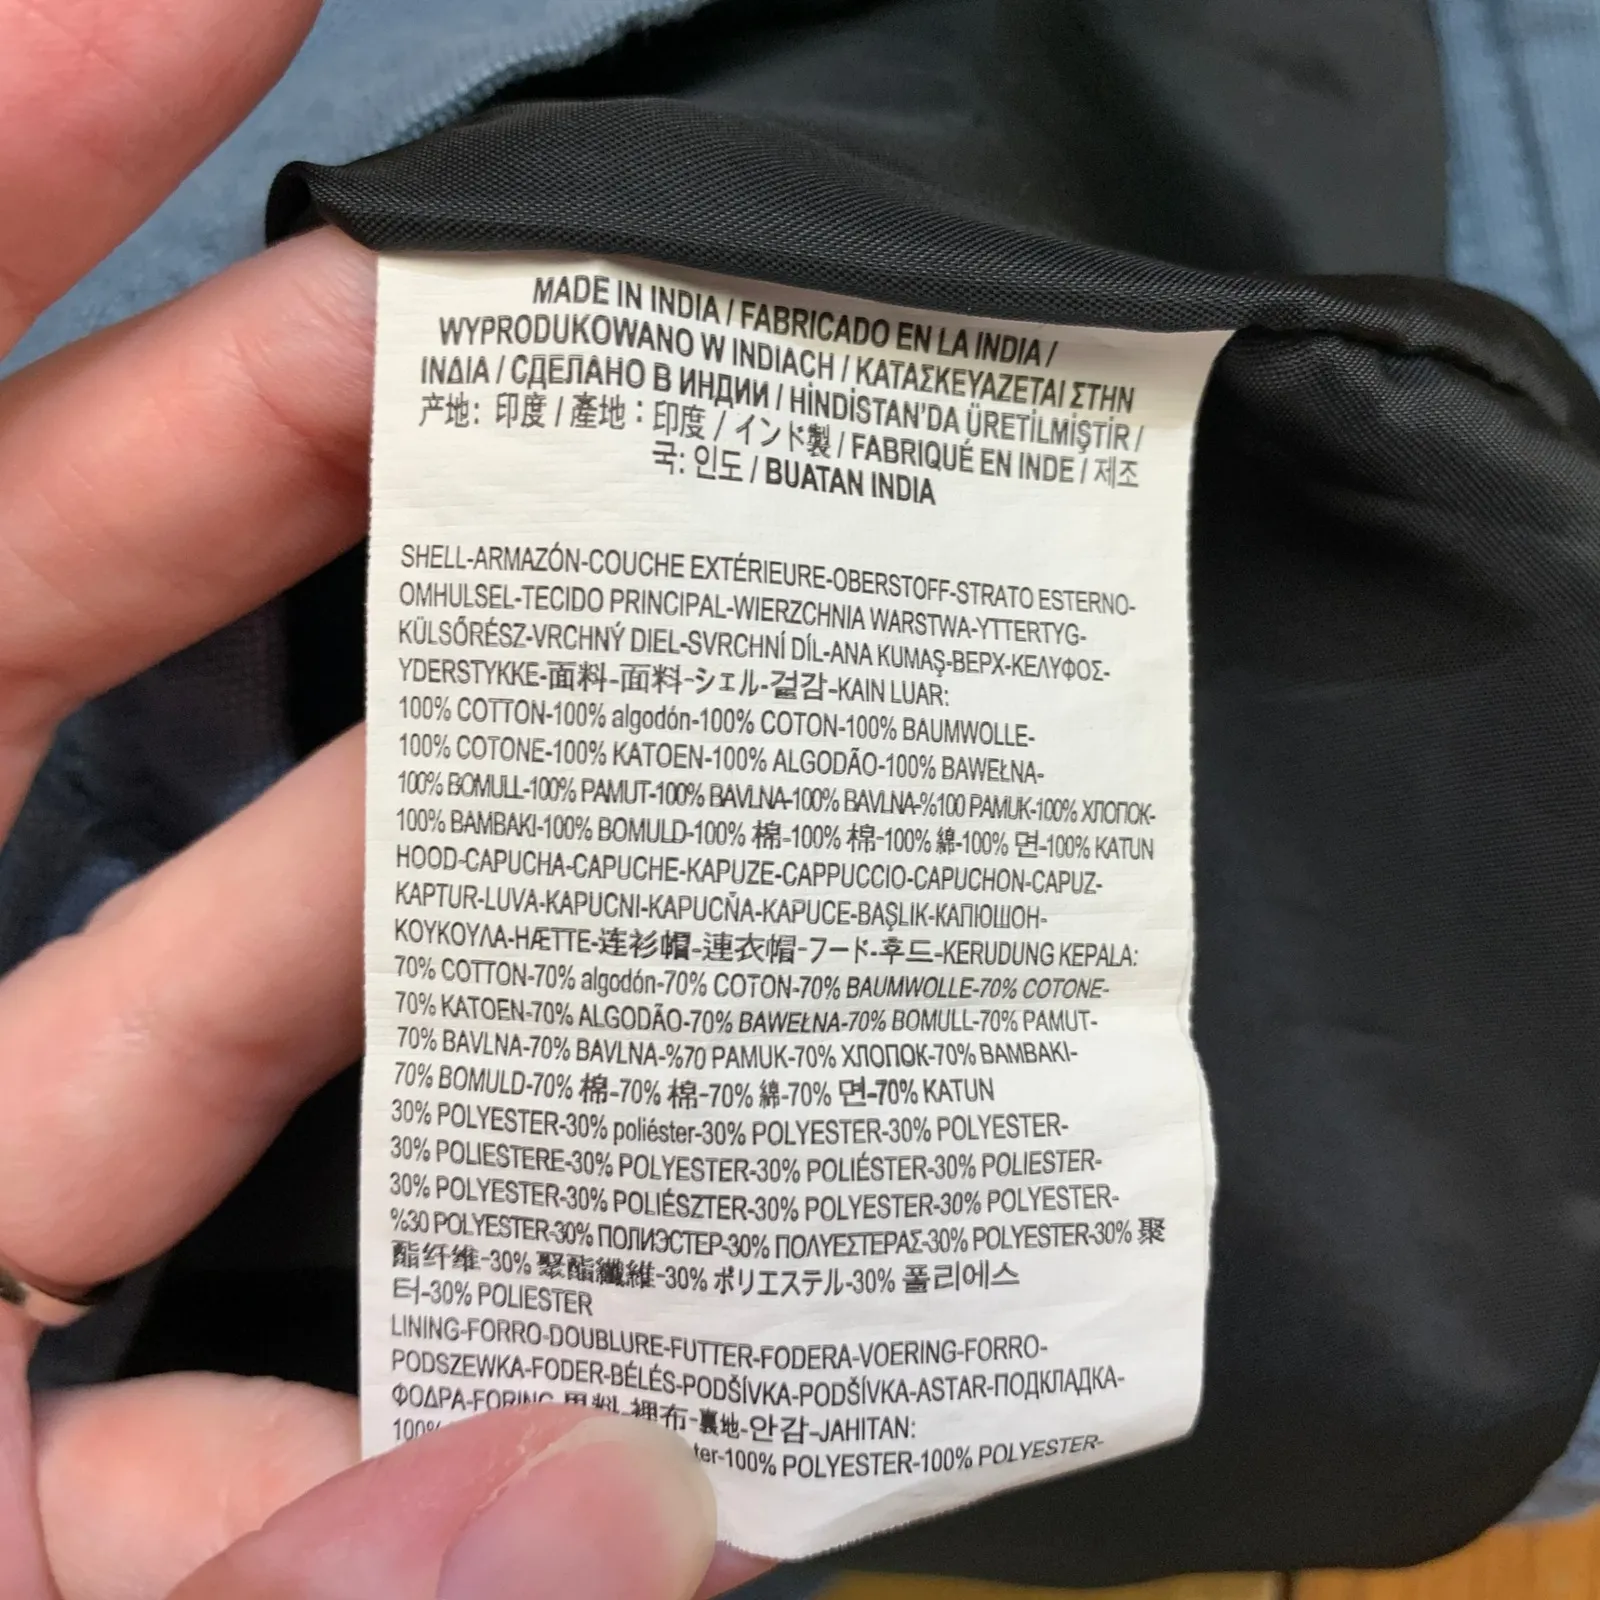 MADE IN INDIA / FABRICADO EN LA INDIA /
WYPRODUKOWANO W INDIACH / ΚΑΤΑΣΚΕΥΑΖΕΤΑΙ ΣΤΗΝ
ΙΝΔΙΑ / СДЕЛАНО В ИНДИИ / HİNDİSTAN'DA ÜRETİLMİŞTİR /
产地: 印度 / 產地：印度 / インド製 / FABRIQUÉ EN INDE / 제조
국: 인도 / BUATAN INDIA
SHELL-ARMAZÓN-COUCHE EXTÉRIEURE-OBERSTOFF-STRATO ESTERNO-
OMHULSEL-TECIDO PRINCIPAL-WIERZCHNIA WARSTWA-YTTERTYG-
KÜLSŐRÉSZ-VRCHNÝ DIEL-SVRCHNÍ DÍL-ANA KUMAŞ-ВЕРХ-ΚΕΛΥΦΟΣ-
YDERSTYKKE-面料-面料-シェル-겉감-KAIN LUAR:
100% COTTON-100% algodón-100% COTON-100% BAUMWOLLE-
100% COTONE-100% KATOEN-100% ALGODÃO-100% BAWEŁNA-
100% BOMULL-100% PAMUT-100% BAVLNA-100% BAVLNA-%100 PAMUK-100% ХЛОПОК-
100% BAMBAKI-100% BOMULD-100% 棉-100% 棉-100% 綿-100% 면-100% KATUN
HOOD-CAPUCHA-CAPUCHE-KAPUZE-CAPPUCCIO-CAPUCHON-CAPUZ-
KAPTUR-LUVA-KAPUCNI-KAPUCŇA-KAPUCE-BAŞLIK-КАПЮШОН-
ΚΟΥΚΟΥΛΑ-HÆTTE-连衫帽-連衣帽-フード-후드-KERUDUNG KEPALA:
70% COTTON-70% algodón-70% COTON-70% BAUMWOLLE-70% COTONE-
70% KATOEN-70% ALGODÃO-70% BAWEŁNA-70% BOMULL-70% PAMUT-
70% BAVLNA-70% BAVLNA-%70 PAMUK-70% ХЛОПОК-70% BAMBAKI-
70% BOMULD-70% 棉-70% 棉-70% 綿-70% 면-70% KATUN
30% POLYESTER-30% poliéster-30% POLYESTER-30% POLYESTER-
30% POLIESTERE-30% POLYESTER-30% POLIÉSTER-30% POLIESTER-
30% POLYESTER-30% POLIÉSZTER-30% POLYESTER-30% POLYESTER-
%30 POLYESTER-30% ПОЛИЭСТЕР-30% ΠΟΛΥΕΣΤΕΡΑΣ-30% POLYESTER-30% 聚
酯纤维-30% 聚酯纖維-30% ポリエステル-30% 폴리에스
터-30% POLIESTER
LINING-FORRO-DOUBLURE-FUTTER-FODERA-VOERING-FORRO-
PODSZEWKA-FODER-BÉLÉS-PODŠÍVKA-PODŠÍVKA-ASTAR-ПОДКЛАДКА-
ΦΟΔΡΑ-FORING 裡布-裏地-안감-JAHITAN:
100% -100% POLYESTER-100% POLYESTER-